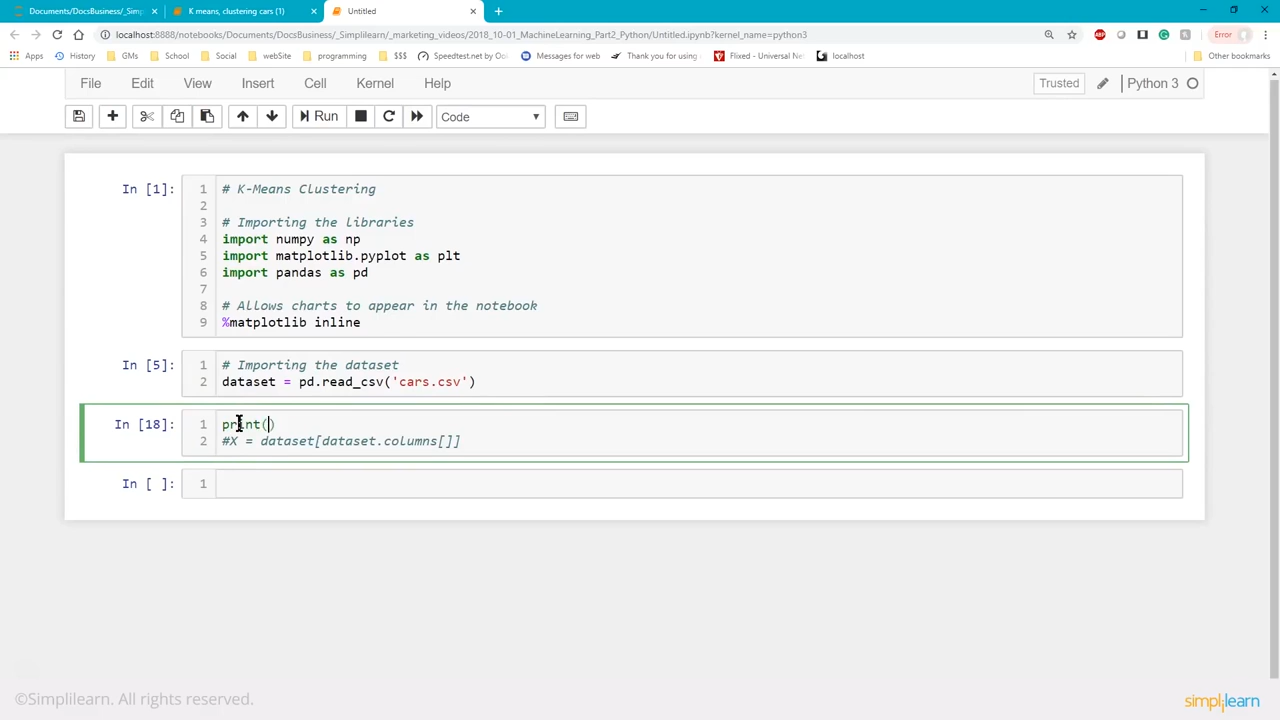 Documents/DocsBusiness/_Simp
K means, clustering cars (1)
Untitled
localhost:8888/notebooks/Documents/DocsBusiness/_Simplilearn/_marketing_videos/2018_10-01_MachineLearning_Part2_Python/Untitled.ipynb?kernel_name=python3
Error
Apps
History
GMs
School
Social
webSite
programming
$$$
Speedtest.net by Oo
Messages for web
Thank you for using
Flixed - Universal Ne
localhost
Other bookmarks
File Edit View Insert Cell Kernel Help
Trusted
Python 3
Run
Code
In [1]:
1 # K-Means Clustering
2
3 # Importing the libraries
4 import numpy as np
5 import matplotlib.pyplot as plt
6 import pandas as pd
7
8 # Allows charts to appear in the notebook
9 %matplotlib inline
In [5]:
1 # Importing the dataset
2 dataset = pd.read_csv('cars.csv')
In [18]:
1 print()
2 #X = dataset[dataset.columns[]]
In [ ]:
1
©Simplilearn. All rights reserved.
simplilearn